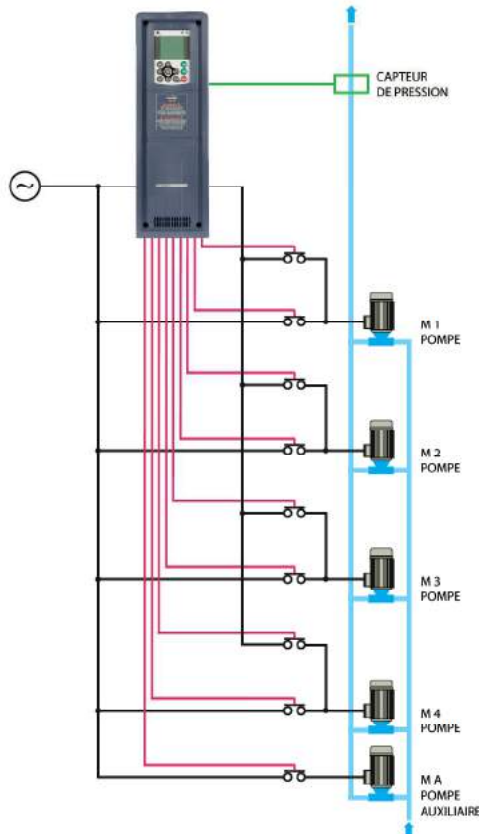 CAPTEUR
DE PRESSION
M 1
POMPE
M 2
POMPE
M 3
POMPE
M 4
POMPE
M A
POMPE
AUXILIAIRE